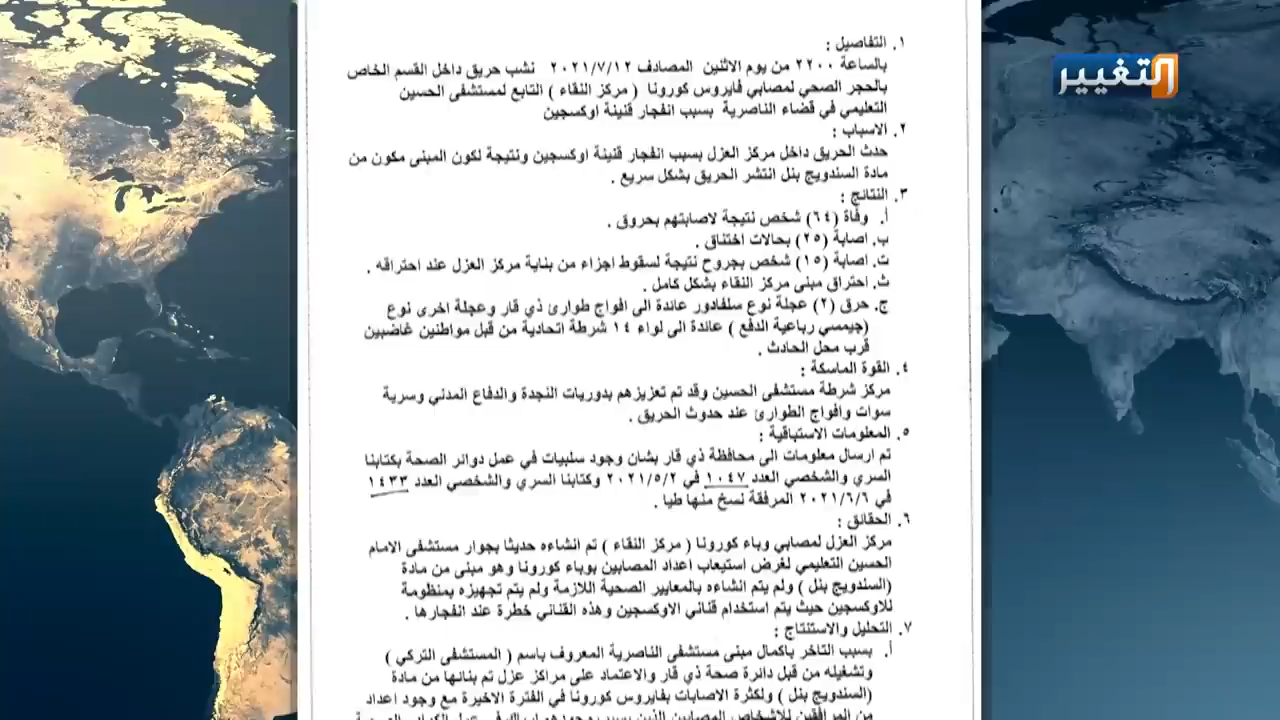 التغيير
١. التفاصيل :
بالساعة ٢٢٠٠ من يوم الاثنين المصادف ٢٠٢١/٧/١٢ نشب حريق داخل القسم الخاص
بالحجر الصحي لمصابي فايروس كورونا ( مركز النقاء ) التابع لمستشفى الحسين
التعليمي في قضاء الناصرية بسبب انفجار قنينة اوكسجين
٢. الاسباب :
حدث الحريق داخل مركز العزل بسبب انفجار قنينة اوكسجين ونتيجة لكون المبنى مكون من
مادة السندويج بنل انتشر الحريق بشكل سريع .
٣. النتائج :
أ. وفاة (٦٤) شخص نتيجة لاصابتهم بحروق .
ب. اصابة (٢٥) بحالات اختناق .
ت. اصابة (١٥) شخص بجروح نتيجة لسقوط اجزاء من بناية مركز العزل عند احتراقه .
ث. احتراق مبنى مركز النقاء بشكل كامل .
ج. حرق (٢) عجلة نوع سلفادور عائدة الى افواج طوارئ ذي قار وعجلة اخرى نوع
(جيمسي رباعية الدفع ) عائدة الى لواء ١٤ شرطة اتحادية من قبل مواطنين غاضبين
قرب محل الحادث .
٤. القوة الماسكة :
مركز شرطة مستشفى الحسين وقد تم تعزيزهم بدوريات النجدة والدفاع المدني وسرية
سوات وافواج الطوارئ عند حدوث الحريق .
٥. المعلومات الاستباقية :
تم ارسال معلومات الى محافظة ذي قار بشان وجود سلبيات في عمل دوائر الصحة بكتابنا
السري والشخصي العدد ١٠٤٧ في ٢٠٢١/٥/٢ وكتابنا السري والشخصي العدد ١٤٣٣
في ٢٠٢١/٦/٦ المرفقة نسخ منها طيا .
٦. الحقائق :
مركز العزل لمصابي وباء كورونا ( مركز النقاء ) تم انشاءه حديثا بجوار مستشفى الامام
الحسين التعليمي لغرض استيعاب اعداد المصابين بوباء كورونا وهو مبنى من مادة
(السندويج بنل ) ولم يتم انشاءه بالمعايير الصحية اللازمة ولم يتم تجهيزه بمنظومة
للاوكسجين حيث يتم استخدام قناني الاوكسجين وهذه القناني خطرة عند انفجارها .
٧. التحليل والاستنتاج :
أ. بسبب التاخر باكمال مبنى مستشفى الناصرية المعروف باسم ( المستشفى التركي )
وتشغيله من قبل دائرة صحة ذي قار والاعتماد على مراكز عزل تم بنائها من مادة
(السندويج بنل ) ولكثرة الاصابات بفايروس كورونا في الفترة الاخيرة مع وجود اعداد
من المرافقين للاشخاص المصابين الذين